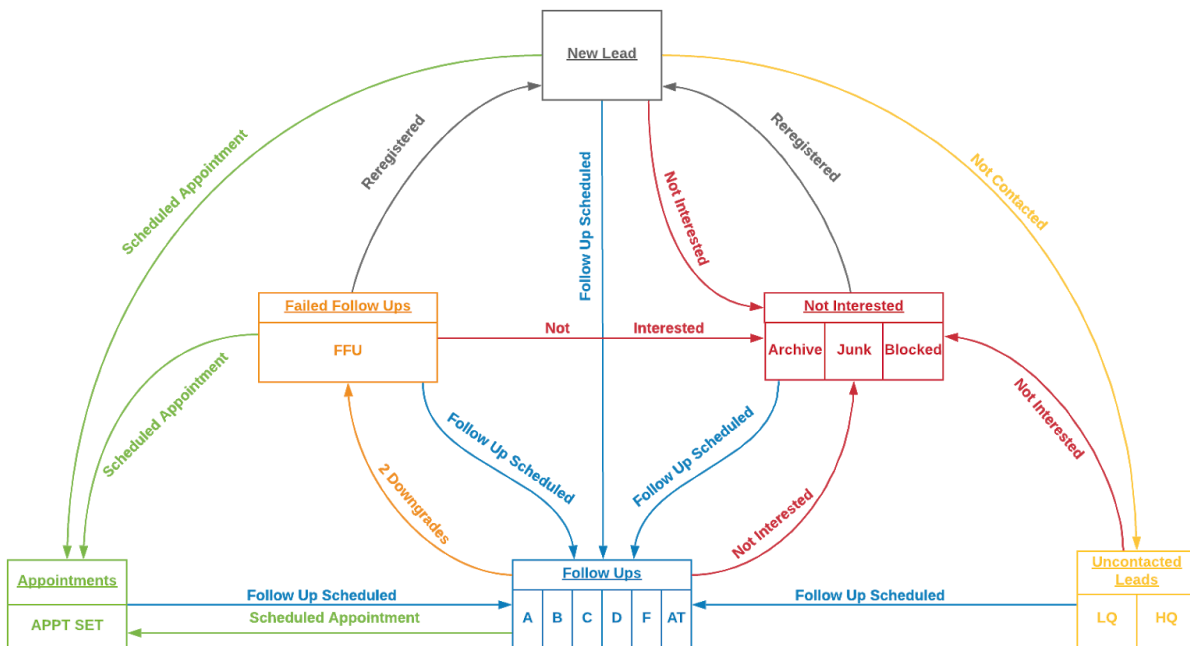 New Lead
Scheduled Appointment
Reregistered
Follow Up Scheduled
Not Interested
Reregistered
Not Contacted
Failed Follow Ups
FFU
Not Interested
Not Interested
Archive
Junk
Blocked
Scheduled Appointment
Follow Up Scheduled
2 Downgrades
Follow Up Scheduled
Not Interested
Not Interested
Appointments
APPT SET
Follow Up Scheduled
Scheduled Appointment
Follow Ups
A
B
C
D
F
AT
Follow Up Scheduled
Uncontacted
Leads
LQ
HQ